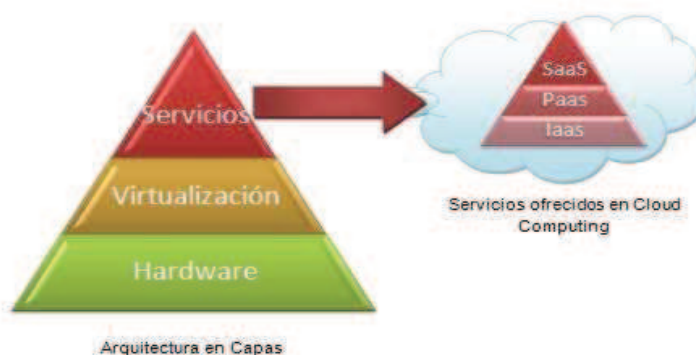 Servicios
Virtualización
Hardware
Arquitectura en Capas
SaaS
Paas
Iaas
Servicios ofrecidos en Cloud
Computing